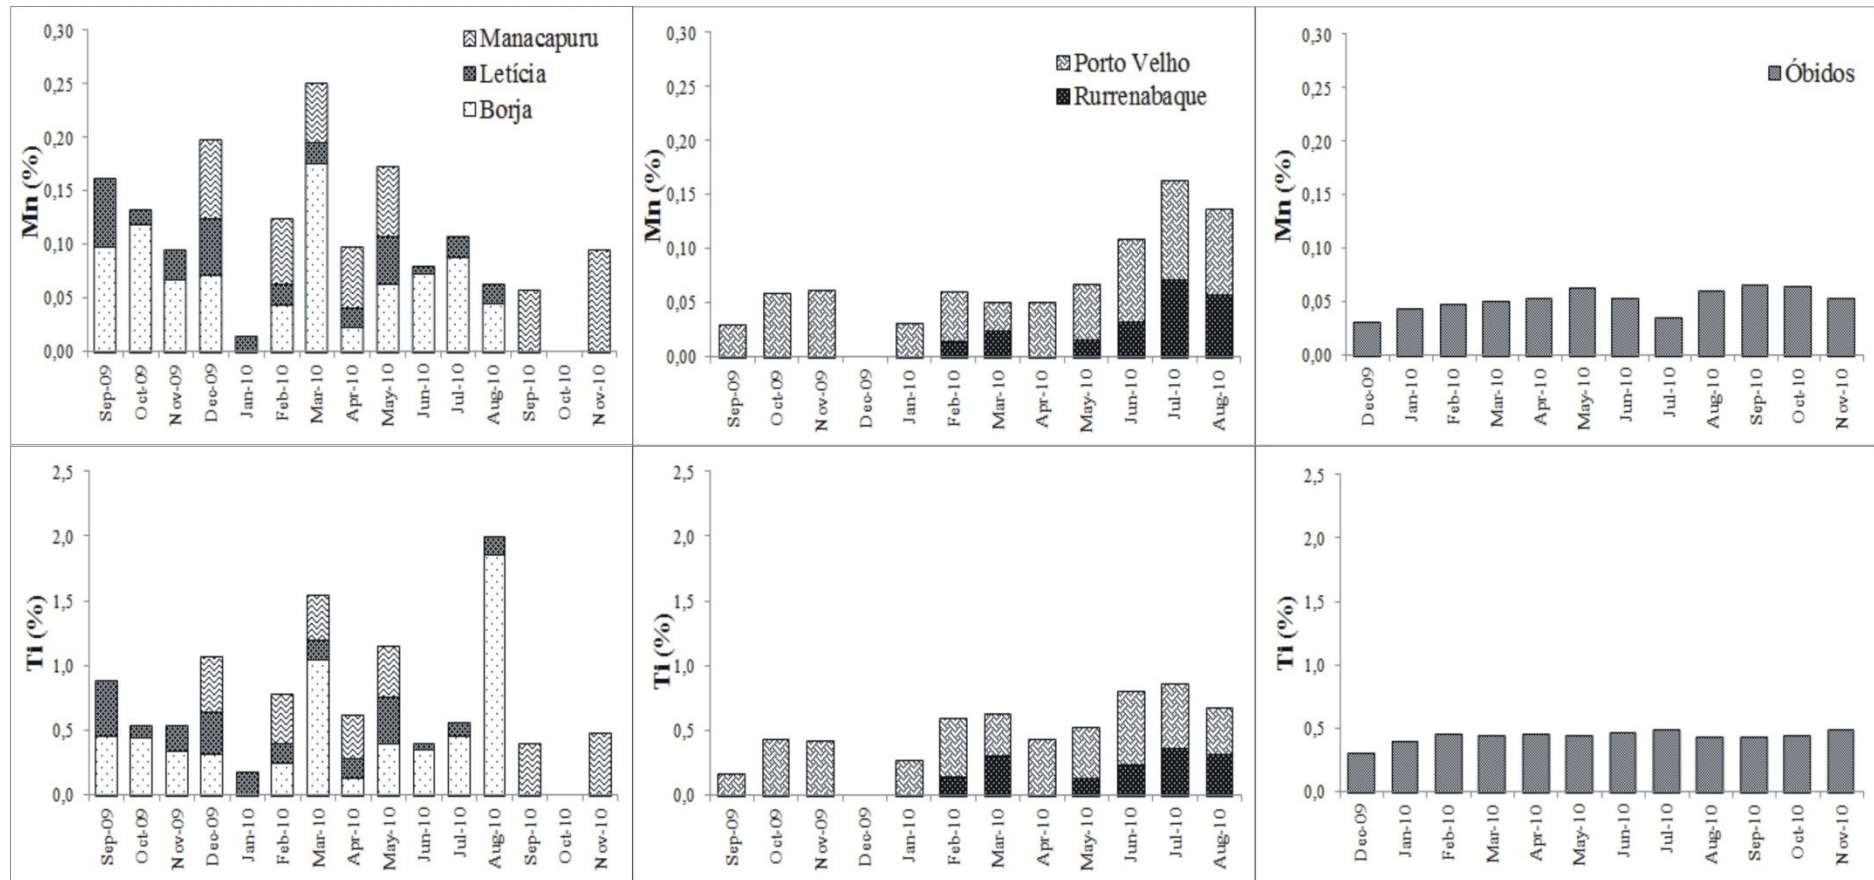 Mn (%)
0,30
0,25
0,20
0,15
0,10
0,05
0,00
Manacapuru
Letícia
Borja
Sep-09
Oct-09
Nov-09
Dec-09
Jan-10
Feb-10
Mar-10
Apr-10
May-10
Jun-10
Jul-10
Aug-10
Sep-10
Oct-10
Nov-10
Mn (%)
0,30
0,25
0,20
0,15
0,10
0,05
0,00
Porto Velho
Rurrenabaque
Sep-09
Oct-09
Nov-09
Dec-09
Jan-10
Feb-10
Mar-10
Apr-10
May-10
Jun-10
Jul-10
Aug-10
Mn (%)
0,30
0,25
0,20
0,15
0,10
0,05
0,00
Óbidos
Dec-09
Jan-10
Feb-10
Mar-10
Apr-10
May-10
Jun-10
Jul-10
Aug-10
Sep-10
Oct-10
Nov-10
Ti (%)
2,5
2,0
1,5
1,0
0,5
0,0
Sep-09
Oct-09
Nov-09
Dec-09
Jan-10
Feb-10
Mar-10
Apr-10
May-10
Jun-10
Jul-10
Aug-10
Sep-10
Oct-10
Nov-10
Ti (%)
2,5
2,0
1,5
1,0
0,5
0,0
Sep-09
Oct-09
Nov-09
Dec-09
Jan-10
Feb-10
Mar-10
Apr-10
May-10
Jun-10
Jul-10
Aug-10
Ti (%)
2,5
2,0
1,5
1,0
0,5
0,0
Dec-09
Jan-10
Feb-10
Mar-10
Apr-10
May-10
Jun-10
Jul-10
Aug-10
Sep-10
Oct-10
Nov-10